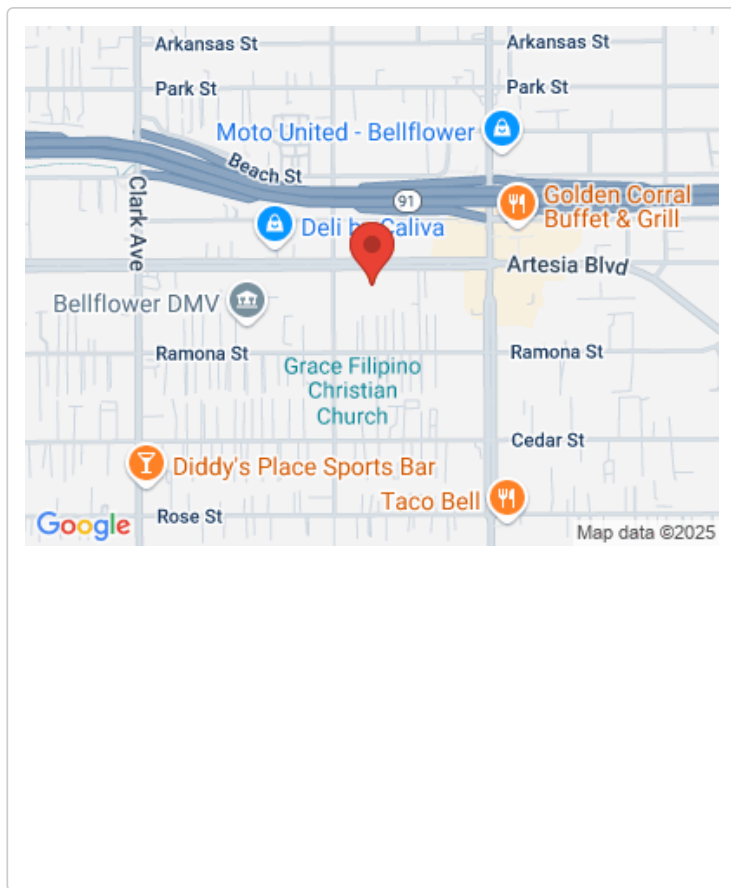 Arkansas St
Arkansas St
Park St
Park St
Moto United - Bellflower
Beach St
91
Golden Corral
Buffet & Grill
Clark Ave
Deli by Caliva
Artesia Blvd
Bellflower DMV
Ramona St
Ramona St
Grace Filipino
Christian
Church
Cedar St
Diddy's Place Sports Bar
Taco Bell
Rose St
Google
Map data ©2025